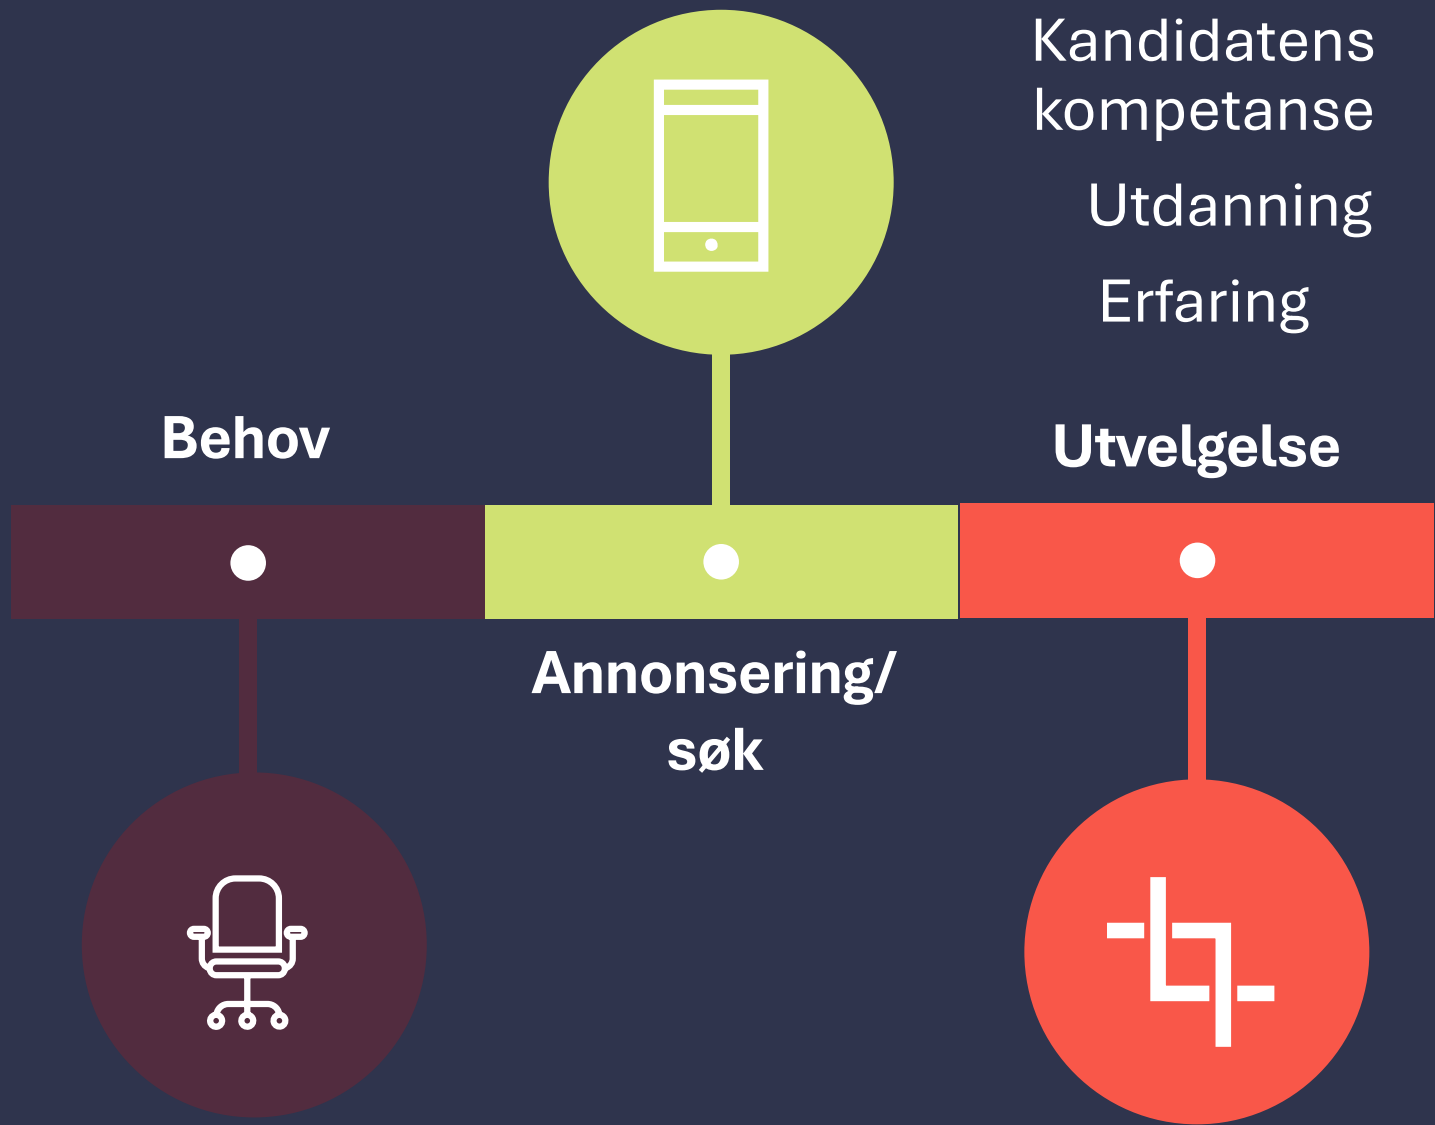 Kandidatens
kompetanse
Utdanning
Erfaring
Behov
Utvelgelse
Annonsering/
søk